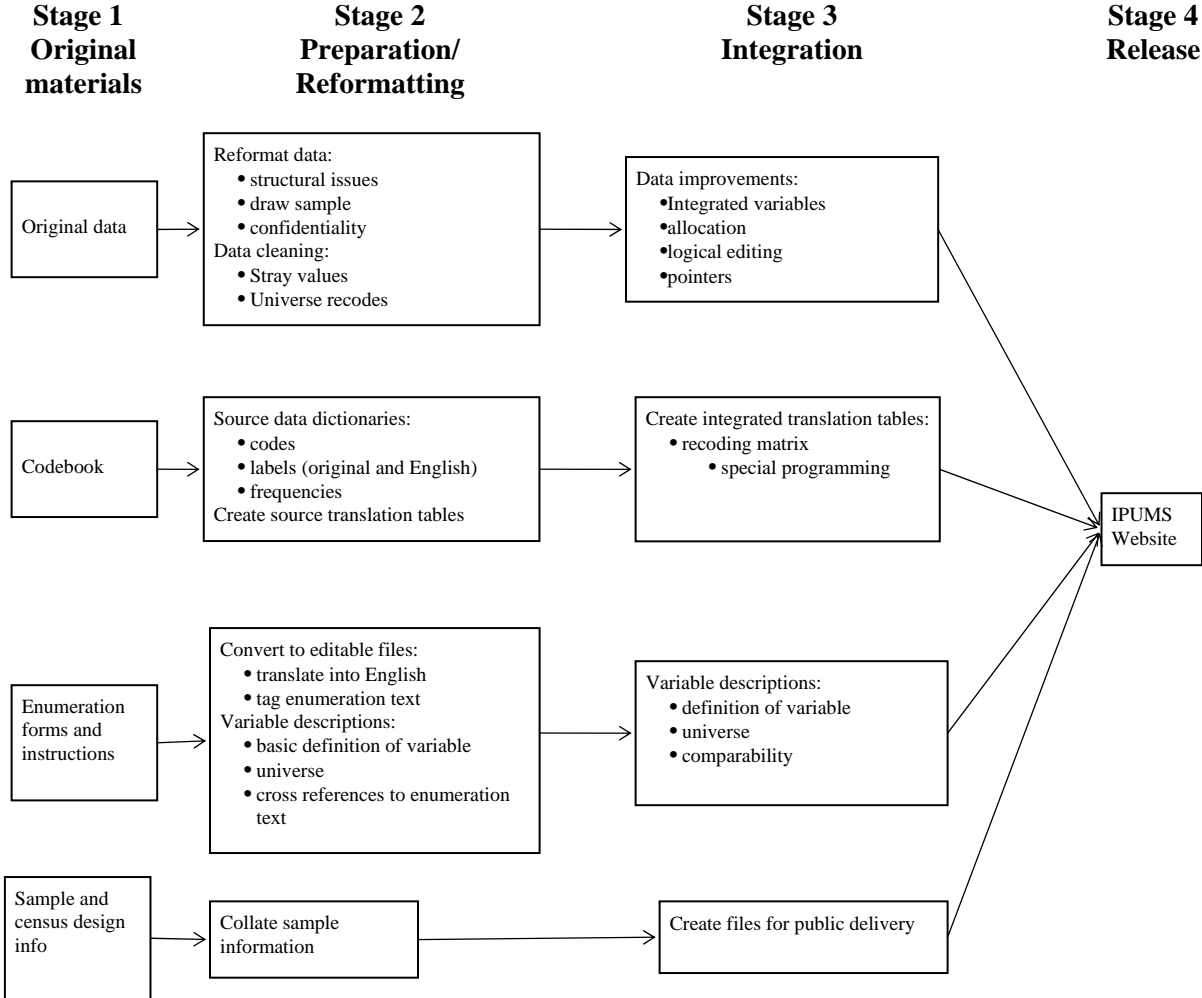 Stage 1
Original
materials
Stage 2
Preparation/
Reformatting
Stage 3
Integration
Stage 4
Release
Original data
Reformat data:
• structural issues
• draw sample
• confidentiality
Data cleaning:
• Stray values
• Universe recodes
Data improvements:
•Integrated variables
•allocation
•logical editing
•pointers
Codebook
Source data dictionaries:
• codes
• labels (original and English)
• frequencies
Create source translation tables
Create integrated translation tables:
• recoding matrix
• special programming
IPUMS
Website
Enumeration
forms and
instructions
Convert to editable files:
• translate into English
• tag enumeration text
Variable descriptions:
• basic definition of variable
• universe
• cross references to enumeration
text
Variable descriptions:
• definition of variable
• universe
• comparability
Sample and
census design
info
Collate sample
information
Create files for public delivery